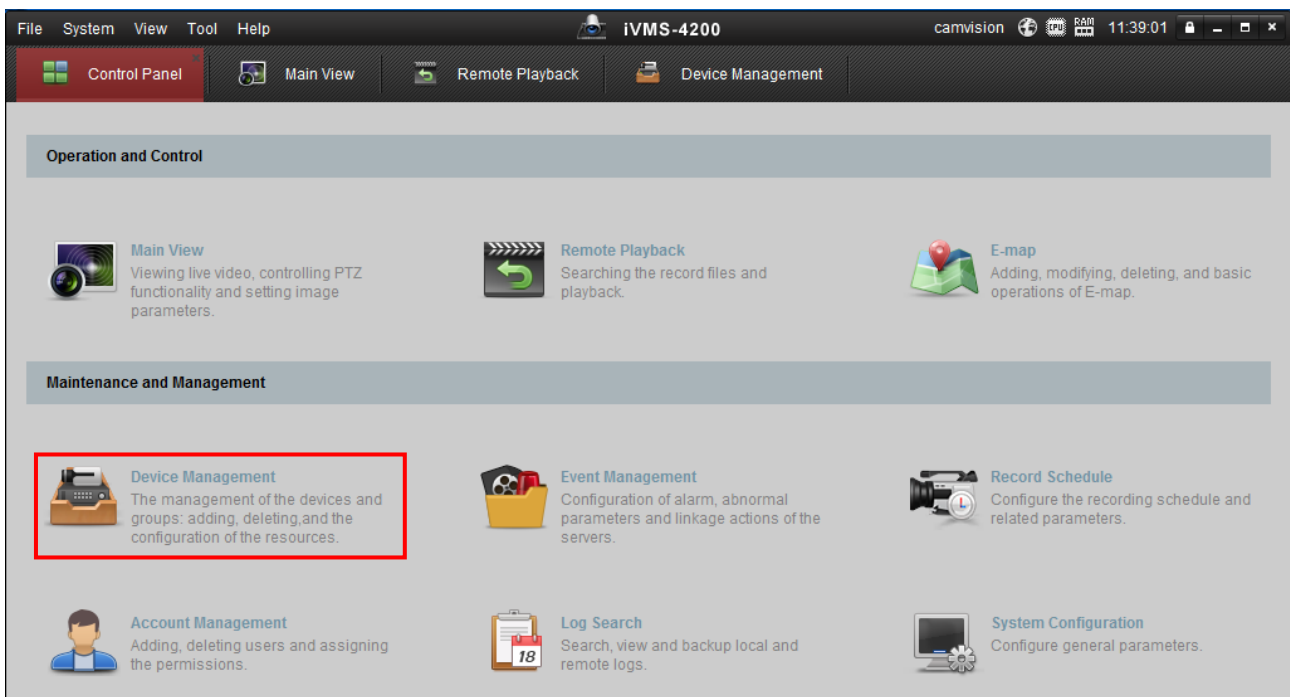 File System View Tool Help iVMS-4200 camvision CPU RAM 11:39:01
Control Panel Main View Remote Playback Device Management
Operation and Control
Main View
Viewing live video, controlling PTZ
functionality and setting image
parameters.
Remote Playback
Searching the record files and
playback.
E-map
Adding, modifying, deleting, and basic
operations of E-map.
Maintenance and Management
Device Management
The management of the devices and
groups: adding, deleting,and the
configuration of the resources.
Event Management
Configuration of alarm, abnormal
parameters and linkage actions of the
servers.
Record Schedule
Configure the recording schedule and
related parameters.
Account Management
Adding, deleting users and assigning
the permissions.
18
Log Search
Search, view and backup local and
remote logs.
System Configuration
Configure general parameters.